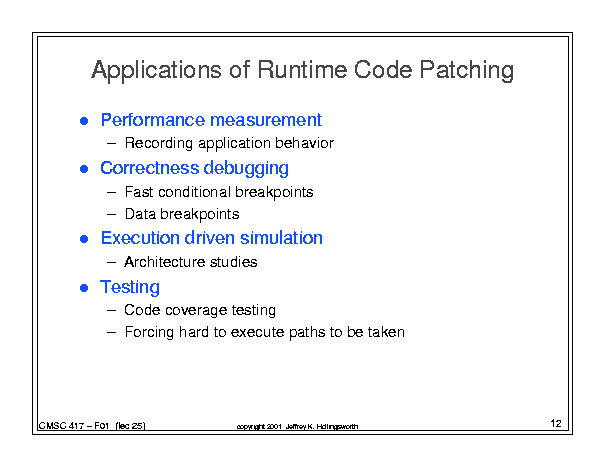 Applications of Runtime Code Patching
● Performance measurement
– Recording application behavior
● Correctness debugging
– Fast conditional breakpoints
– Data breakpoints
● Execution driven simulation
– Architecture studies
● Testing
– Code coverage testing
– Forcing hard to execute paths to be taken
CMSC 417 – F01 (lec 25)
copyright 2001 Jeffrey K. Hollingsworth
12